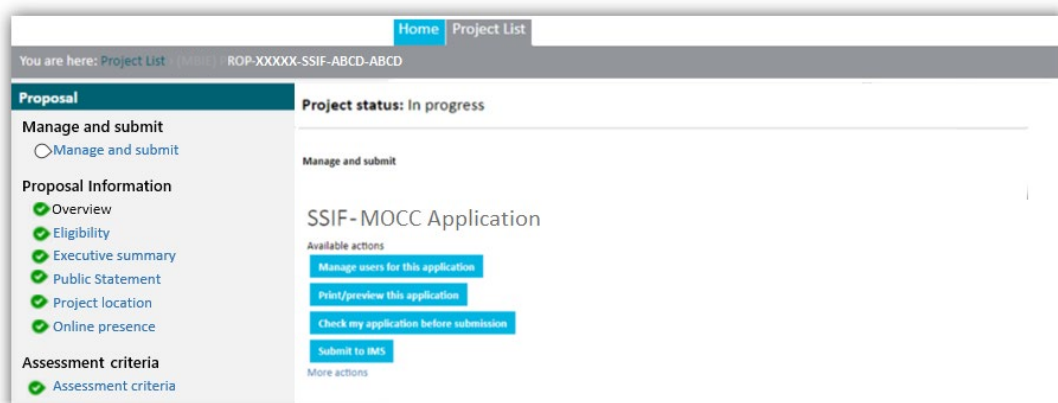 Home Project List
You are here: Project List ROP-XXXXX-SSIF-ABCD-ABCD
Proposal
Manage and submit
Manage and submit
Proposal Information
Overview
Eligibility
Executive summary
Public Statement
Project location
Online presence
Assessment criteria
Assessment criteria
Project status: In progress
Manage and submit
SSIF-MOCC Application
Available actions
Manage users for this application
Print/preview this application
Check my application before submission
Submit to IMS
More actions